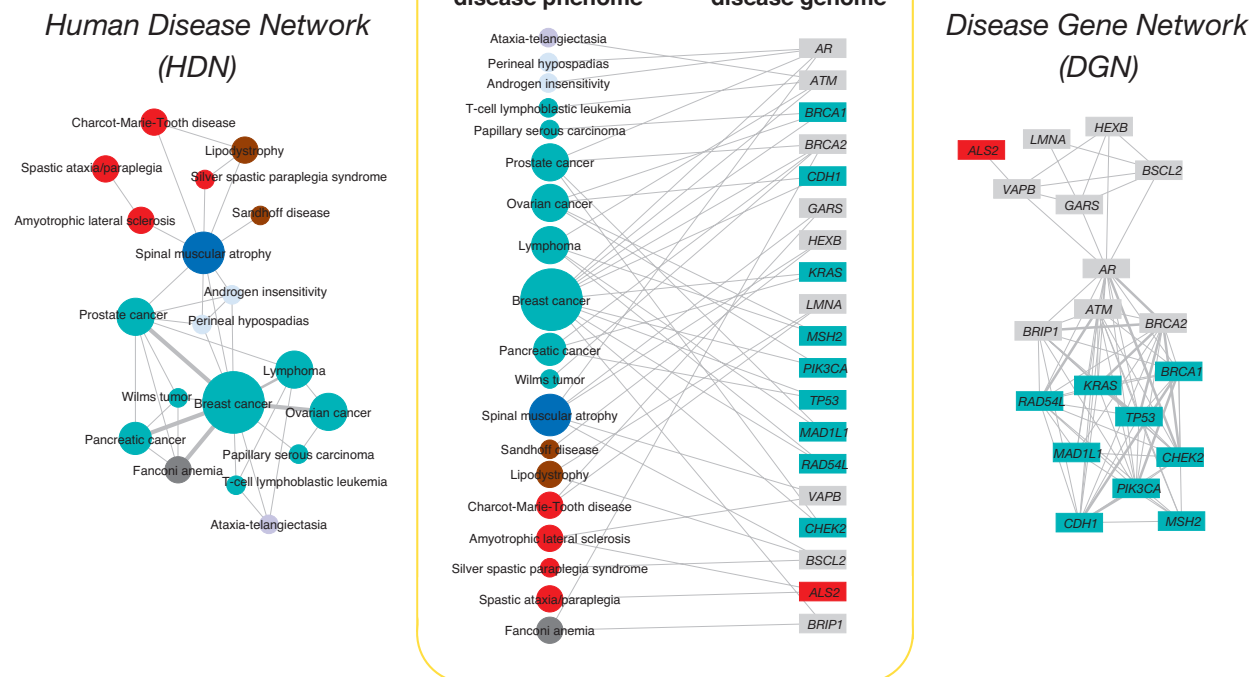 Human Disease Network
(HDN)
Charcot-Marie-Tooth disease
Lipodystrophy
Spastic ataxia/paraplegia
Silver spastic paraplegia syndrome
Amyotrophic lateral sclerosis
Sandhoff disease
Spinal muscular atrophy
Androgen insensitivity
Prostate cancer
Perineal hypospadias
Lymphoma
Wilms tumor
Breast cancer
Ovarian cancer
Pancreatic cancer
Papillary serous carcinoma
Fanconi anemia
T-cell lymphoblastic leukemia
Ataxia-telangiectasia
disease phenome
Ataxia-telangiectasia
Perineal hypospadias
Androgen insensitivity
T-cell lymphoblastic leukemia
Papillary serous carcinoma
Prostate cancer
Ovarian cancer
Lymphoma
Breast cancer
Pancreatic cancer
Wilms tumor
Spinal muscular atrophy
Sandhoff disease
Lipodystrophy
Charcot-Marie-Tooth disease
Amyotrophic lateral sclerosis
Silver spastic paraplegia syndrome
Spastic ataxia/paraplegia
Fanconi anemia
disease genome
AR
ATM
BRCA1
BRCA2
CDH1
GARS
HEXB
KRAS
LMNA
MSH2
PIK3CA
TP53
MAD1L1
RAD54L
VAPB
CHEK2
BSCL2
ALS2
BRIP1
Disease Gene Network
(DGN)
HEXB
LMNA
ALS2
BSCL2
VAPB
GARS
AR
ATM
BRCA2
BRIP1
BRCA1
KRAS
RAD54L
TP53
MAD1L1
CHEK2
PIK3CA
CDH1
MSH2